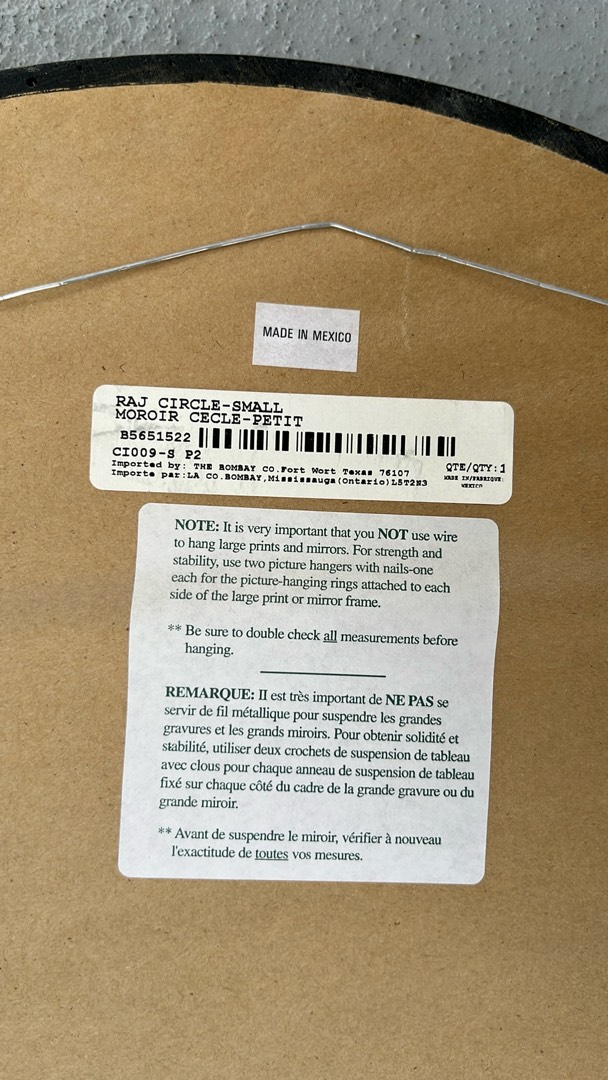 MADE IN MEXICO
RAJ CIRCLE-SMALL
MOROIR CECLE-PETIT
B5651522
CI009-S P2
Imported by: THE BOMBAY CO.Fort Wort Texas 76107
Importe par:LA CO.BOMBAY,Mississauga(Ontario)L5T2N3
QTE/QTY:1
MADE IN/FABRIQUE:
MEXICO
NOTE: It is very important that you NOT use wire
to hang large prints and mirrors. For strength and
stability, use two picture hangers with nails-one
each for the picture-hanging rings attached to each
side of the large print or mirror frame.
** Be sure to double check all measurements before
hanging.
REMARQUE: II est très important de NE PAS se
servir de fil métallique pour suspendre les grandes
gravures et les grands miroirs. Pour obtenir solidité et
stabilité, utiliser deux crochets de suspension de tableau
avec clous pour chaque anneau de suspension de tableau
fixé sur chaque côté du cadre de la grande gravure ou du
grande miroir.
** Avant de suspendre le miroir, vérifier à nouveau
l'exactitude de toutes vos mesures.